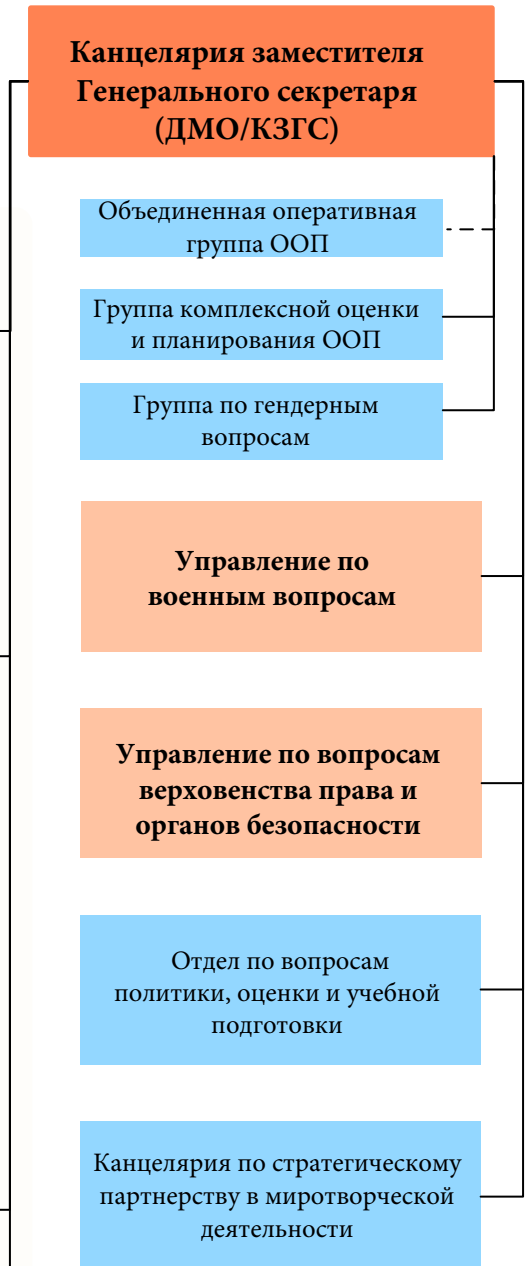 Канцелярия заместителя
Генерального секретаря
(ДМО/КЗГС)
Объединенная оперативная
группа ООП
Группа комплексной оценки
и планирования ООП
Группа по гендерным
вопросам
Управление по
военным вопросам
Управление по вопросам
верховенства права и
органов безопасности
Отдел по вопросам
политики, оценки и учебной
подготовки
Канцелярия по стратегическому
партнерству в миротворческой
деятельности